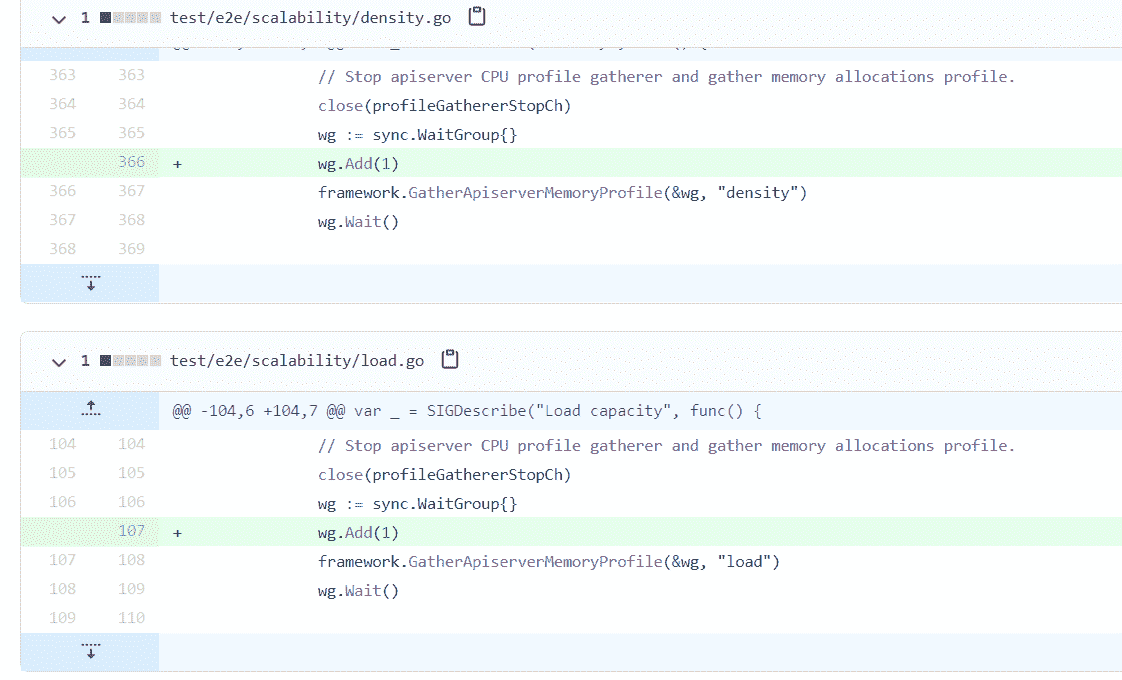 1 test/e2e/scalability/density.go
363 363 // Stop apiserver CPU profile gatherer and gather memory allocations profile.
364 364 close(profileGathererStopCh)
365 365 wg := sync.WaitGroup{}
366 + wg.Add(1)
366 367 framework.GatherApiserverMemoryProfile(&wg, "density")
367 368 wg.Wait()
368 369
1 test/e2e/scalability/load.go
@@ -104,6 +104,7 @@ var _ = SIGDescribe("Load capacity", func() {
104 104 // Stop apiserver CPU profile gatherer and gather memory allocations profile.
105 105 close(profileGathererStopCh)
106 106 wg := sync.WaitGroup{}
107 + wg.Add(1)
107 108 framework.GatherApiserverMemoryProfile(&wg, "load")
108 109 wg.Wait()
109 110